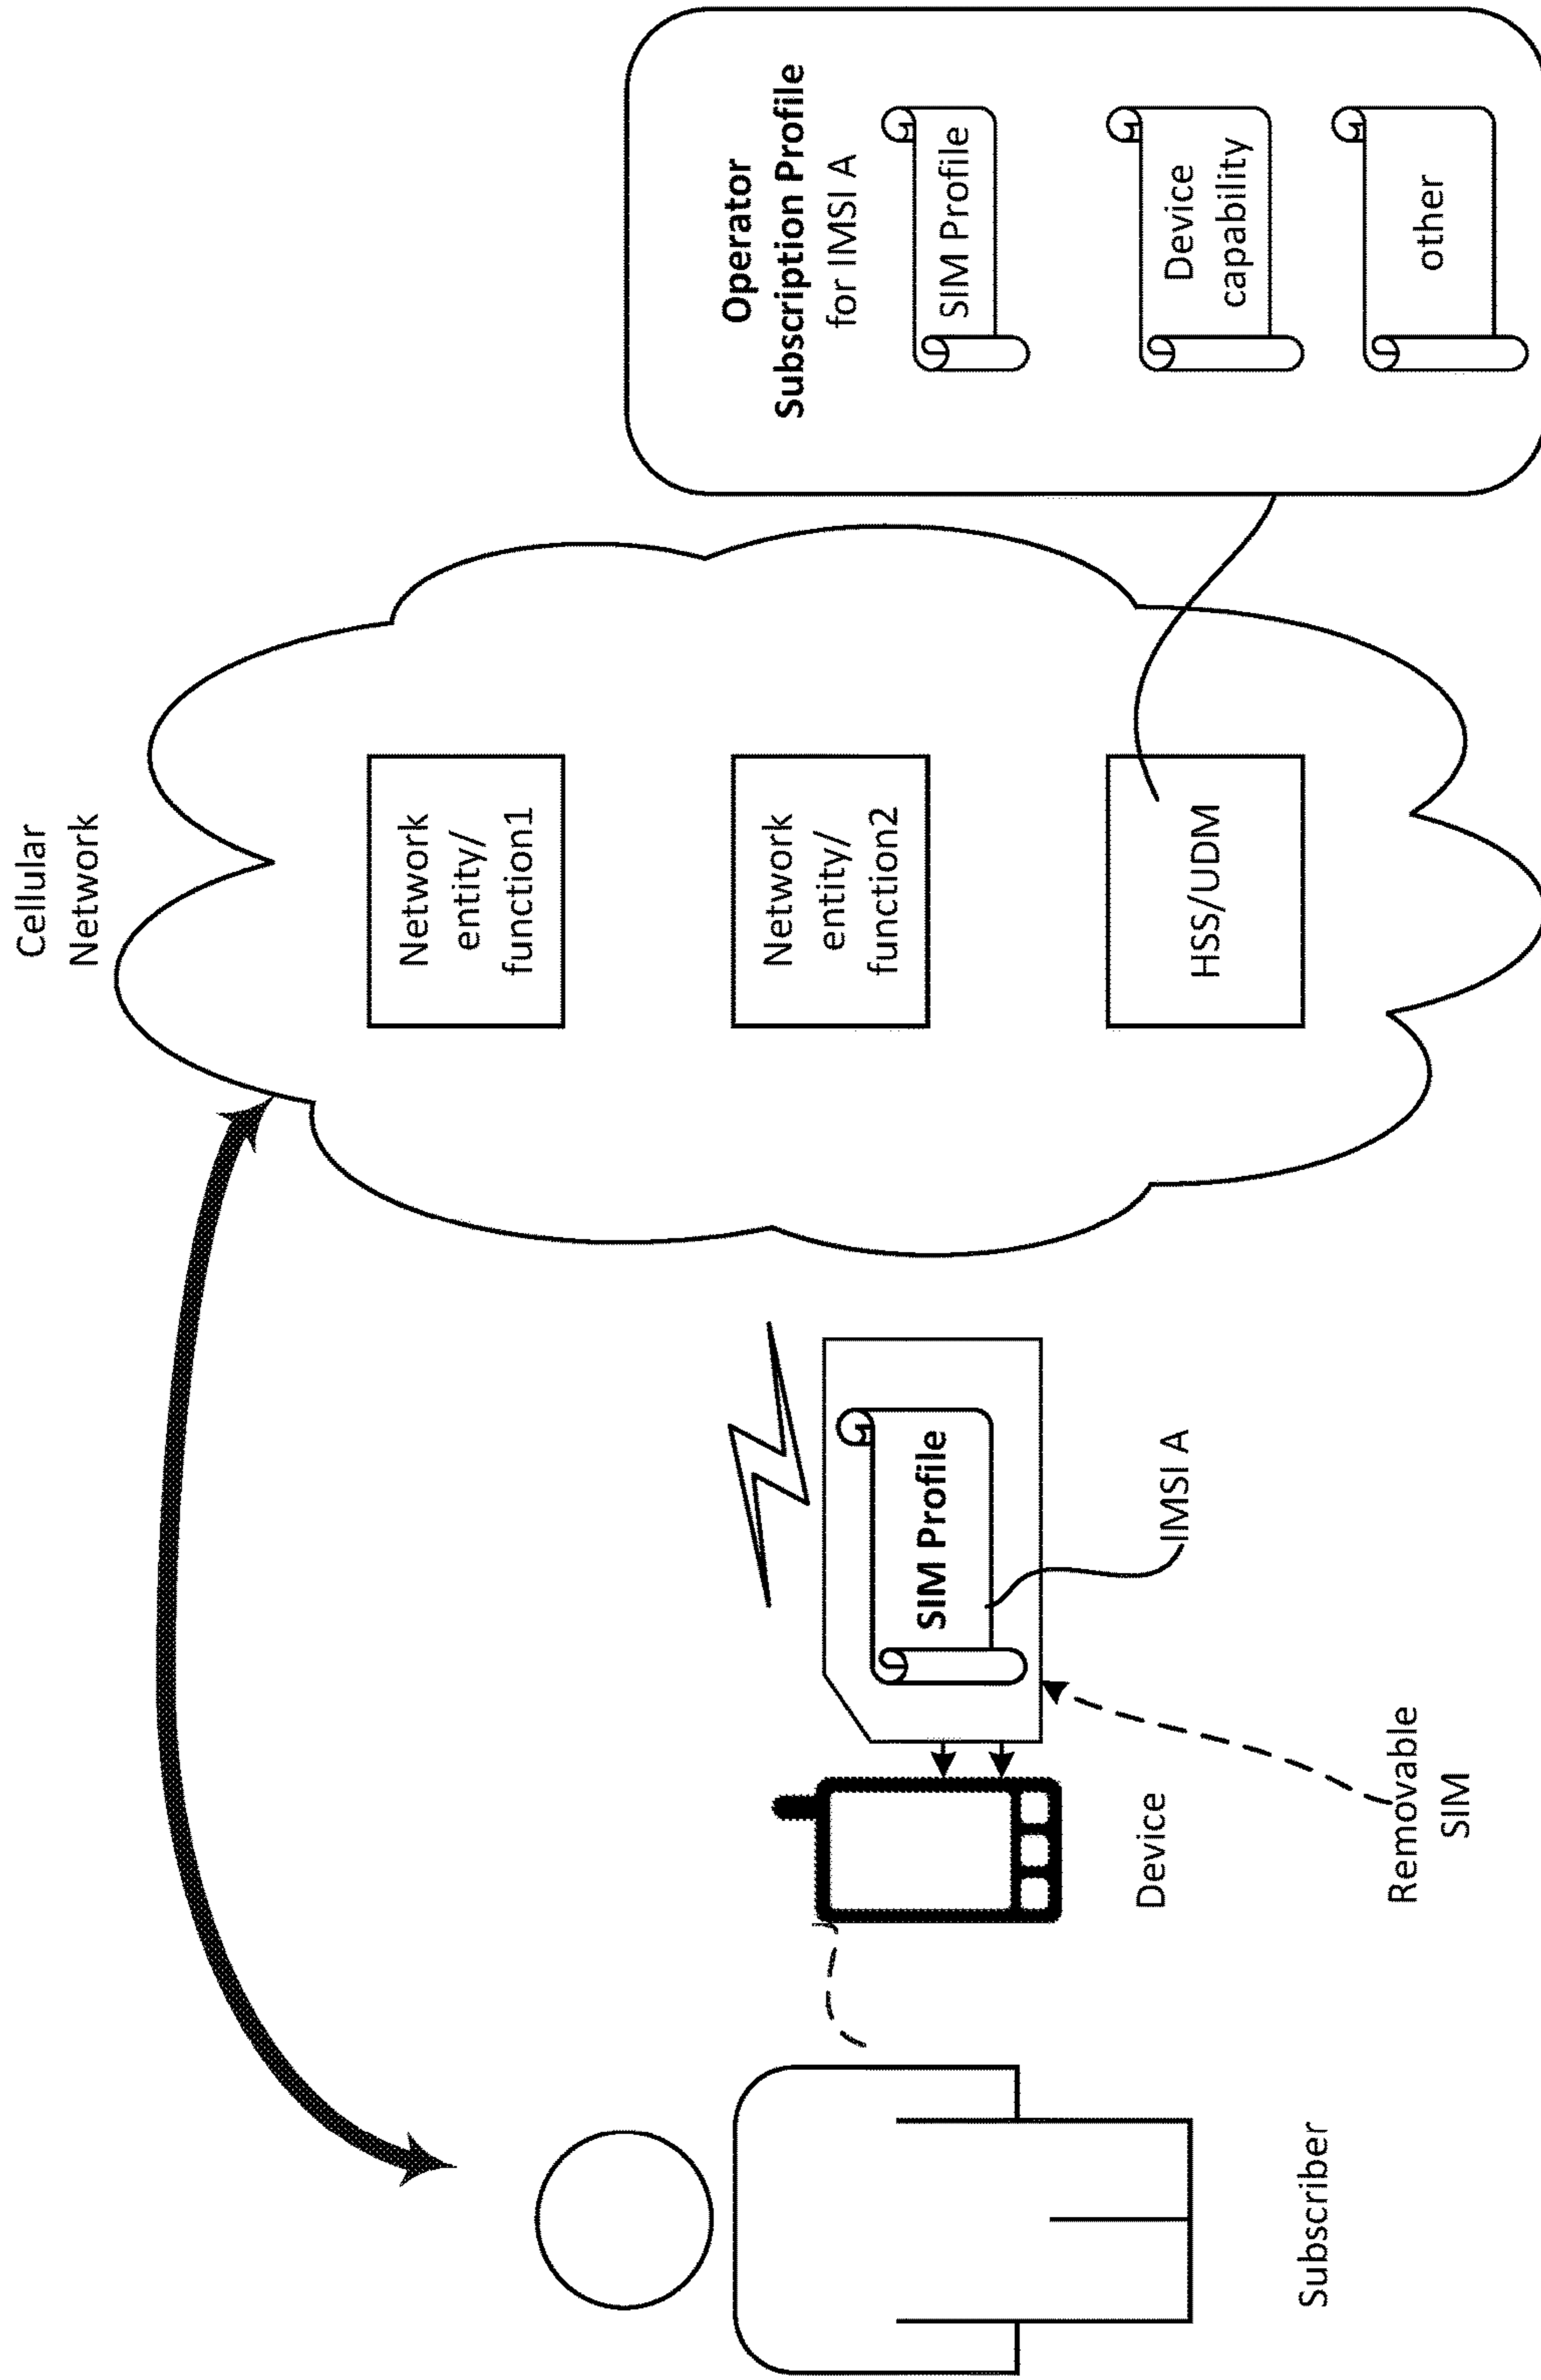 Cellular
Network
Network
entity/
function1
Network
entity/
function2
HSS/UDM
Operator
Subscription Profile
for IMSI A
SIM Profile
Device
capability
other
SIM Profile
IMSI A
Device
Removable
SIM
Subscriber